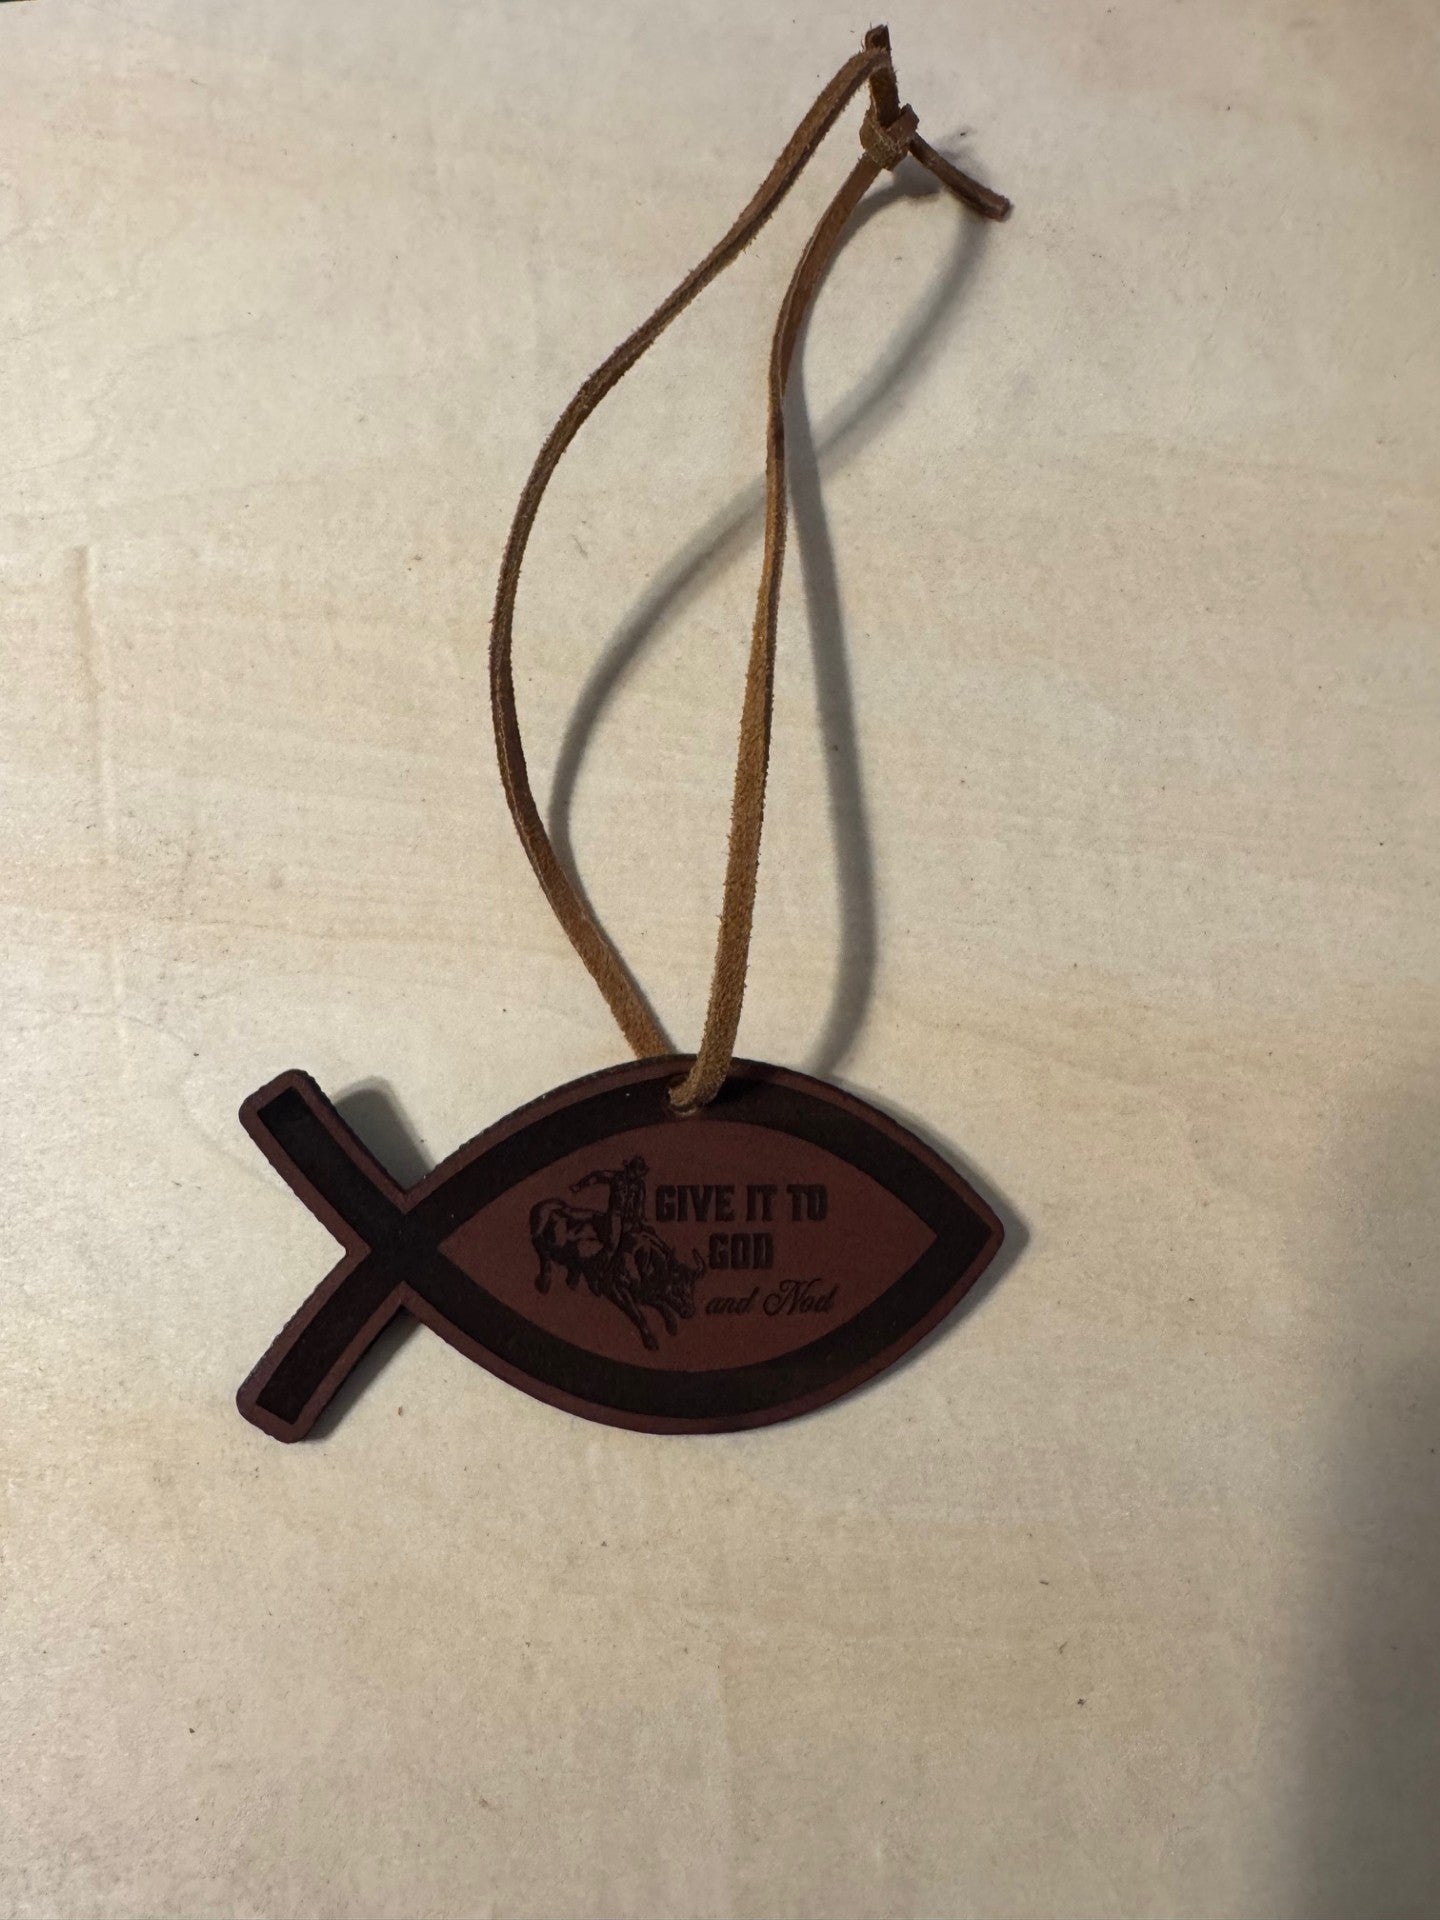 GIVE IT TO
GOD
and Nod